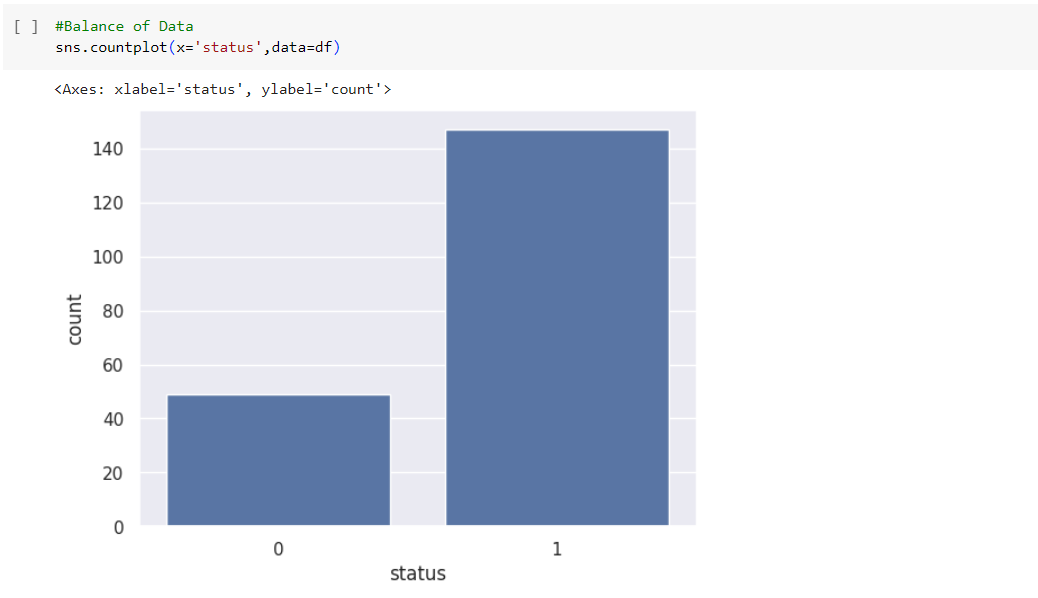 [ ] #Balance of Data
sns.countplot(x='status',data=df)
<Axes: xlabel='status', ylabel='count'>
140
120
100
80
60
40
20
0
count
0 1
status